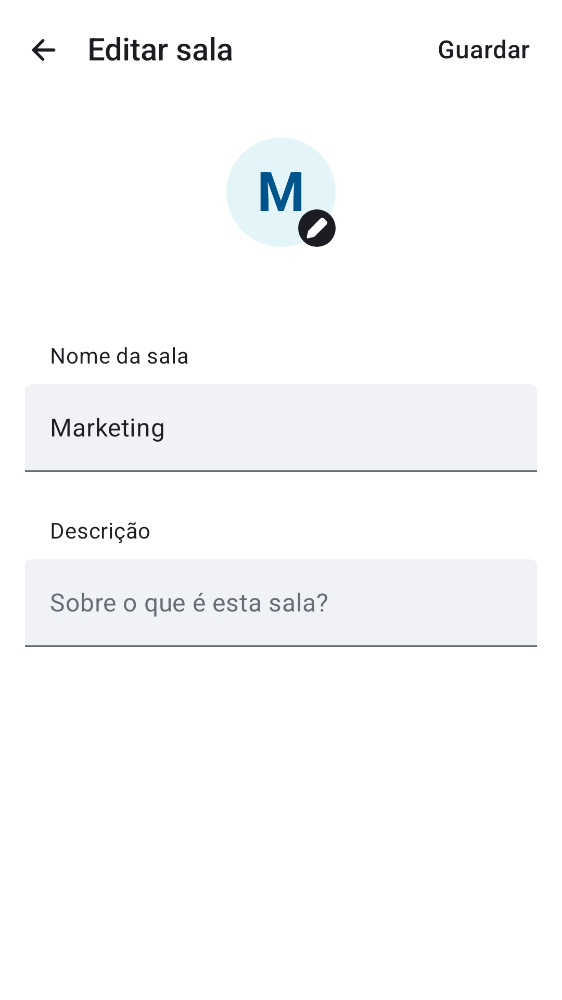 Editar sala
Guardar
M
Nome da sala
Marketing
Descrição
Sobre o que é esta sala?